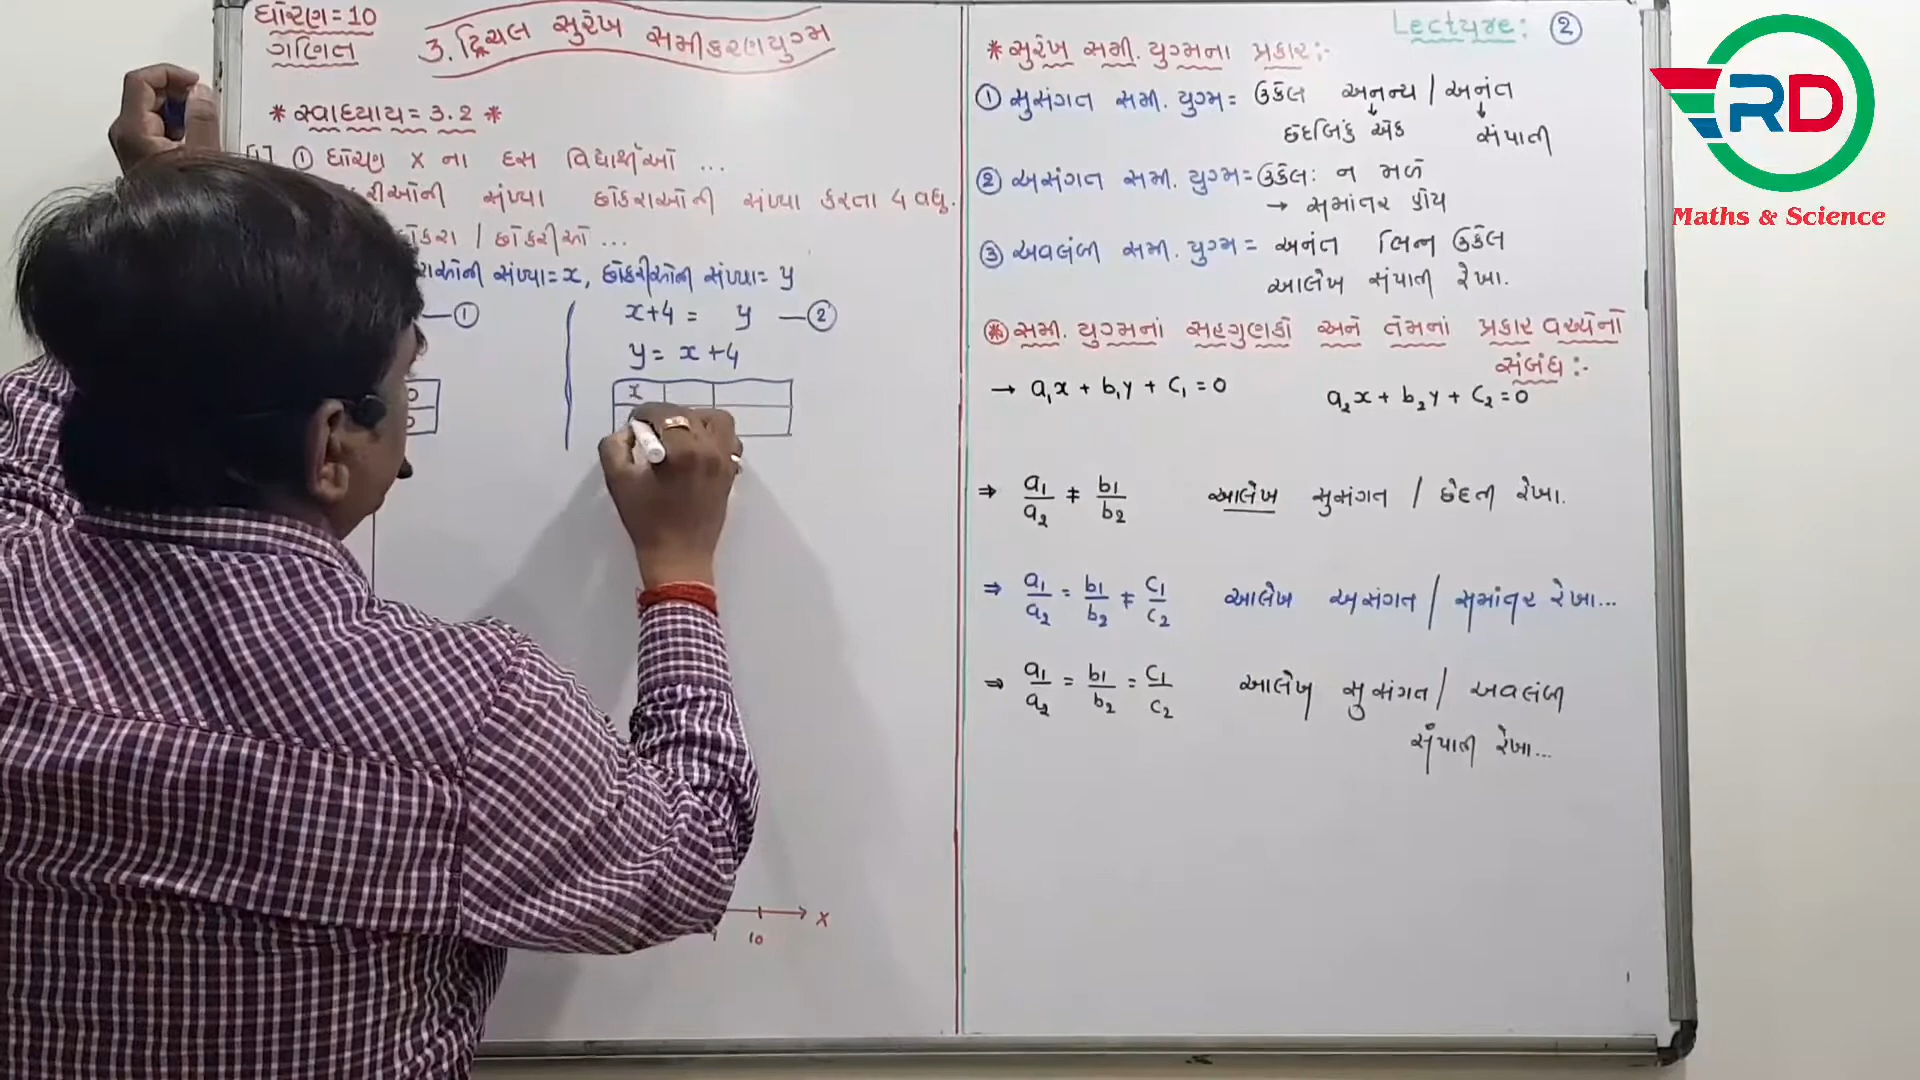 ધોરણ = 10
ગણિત
3. દ્વિચલ સુરેખ સમીકરણયુગ્મ
* સ્વાધ્યાય = 3.2 *
① ધોરણ X ના દસ વિદ્યાર્થીઓ ...
સંખ્યા છોકરાઓની સંખ્યા કરતા 4 વધુ.
છોકરા / છોકરીઓ ...
સંખ્યા = x, છોકરીઓની સંખ્યા = y
— ①
x+4 = y — ②
y = x +4
x
10
X
Lecture: ②
* સુરેખ સમી. યુગ્મના પ્રકાર :-
① સુસંગત સમી. યુગ્મ = ઉકેલ અનન્ય / અનંત
↓ ↓
છેદબિંદુ એક સંપાતી
② અસંગત સમી. યુગ્મ = ઉકેલ: ન મળે
→ સમાંતર હોય
③ અવલંબી સમી. યુગ્મ = અનંત ભિન્ન ઉકેલ
આલેખ સંપાતી રેખા.
* સમી. યુગ્મનાં સહગુણકો અને તેમનાં પ્રકાર વચ્ચેનો
સંબંધ :-
→ a₁x + b₁y + c₁ = 0 a₂x + b₂y + c₂ = 0
⇒ a₁/a₂ ≠ b₁/b₂ આલેખ સુસંગત / છેદતી રેખા.
⇒ a₁/a₂ = b₁/b₂ ≠ c₁/c₂ આલેખ અસંગત / સમાંતર રેખા...
⇒ a₁/a₂ = b₁/b₂ = c₁/c₂ આલેખ સુસંગત / અવલંબી
સંપાતી રેખા...
RD
Maths & Science